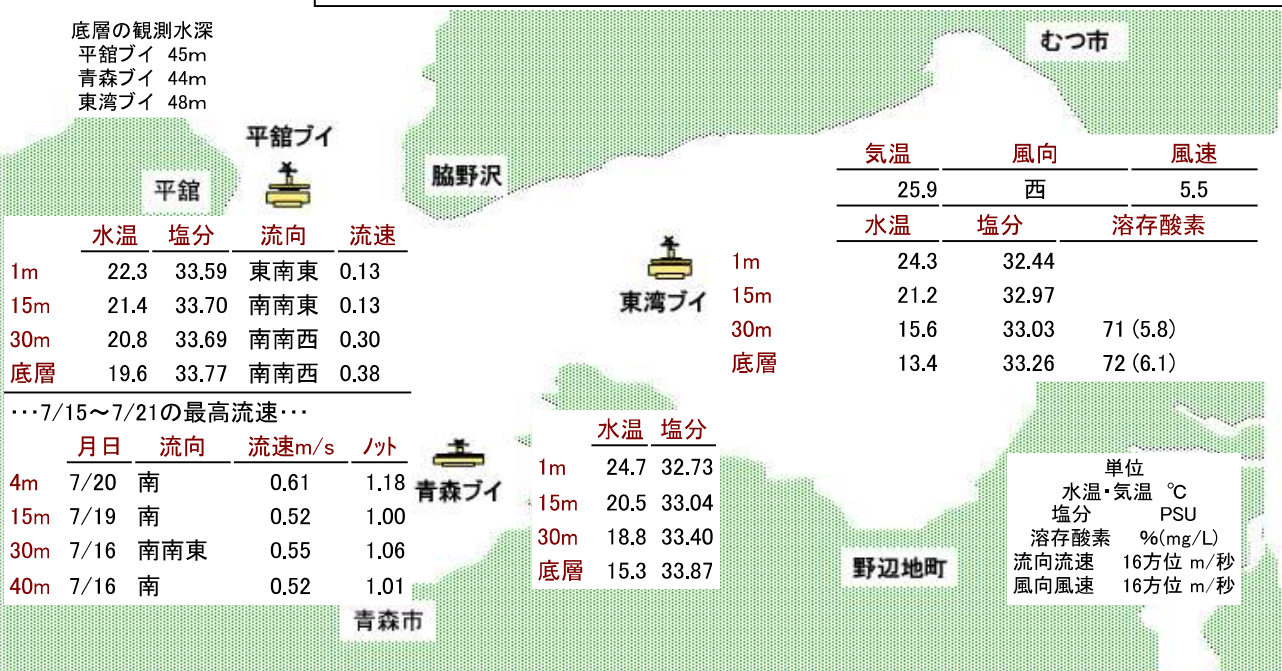 底層の観測水深
平舘ブイ 45m
青森ブイ 44m
東湾ブイ 48m
むつ市
平舘ブイ
脇野沢
平舘
気温 風向 風速
25.9 西 5.5
水温 塩分 溶存酸素
1m 24.3 32.44
15m 21.2 32.97
30m 15.6 33.03 71 (5.8)
底層 13.4 33.26 72 (6.1)
東湾ブイ
水温 塩分 流向 流速
1m 22.3 33.59 東南東 0.13
15m 21.4 33.70 南南東 0.13
30m 20.8 33.69 南南西 0.30
底層 19.6 33.77 南南西 0.38
･･･7/15～7/21の最高流速･･･
月日 流向 流速m/s ノット
4m 7/20 南 0.61 1.18
15m 7/19 南 0.52 1.00
30m 7/16 南南東 0.55 1.06
40m 7/16 南 0.52 1.01
青森ブイ
水温 塩分
1m 24.7 32.73
15m 20.5 33.04
30m 18.8 33.40
底層 15.3 33.87
青森市
野辺地町
単位
水温・気温 ℃
塩分 PSU
溶存酸素 %(mg/L)
流向流速 16方位 m/秒
風向風速 16方位 m/秒